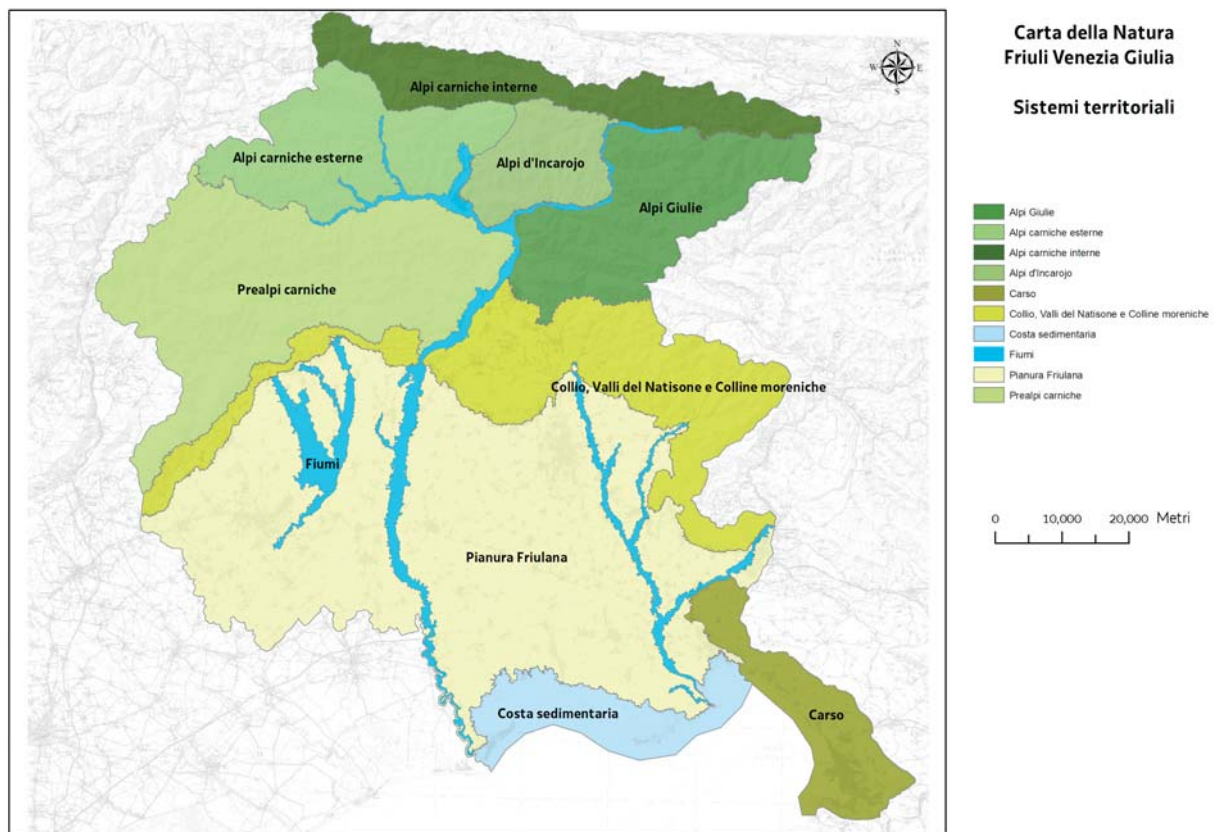 Carta della Natura
Friuli Venezia Giulia
Sistemi territoriali
N
W
E
S
Alpi carniche interne
Alpi carniche esterne
Alpi d'Incarojo
Alpi Giulie
Prealpi carniche
Collio, Valli del Natisone e Colline moreniche
Fiumi
Pianura Friulana
Costa sedimentaria
Carso
Alpi Giulie
Alpi carniche esterne
Alpi carniche interne
Alpi d'Incarojo
Carso
Collio, Valli del Natisone e Colline moreniche
Costa sedimentaria
Fiumi
Pianura Friulana
Prealpi carniche
0 10,000 20,000 Metri